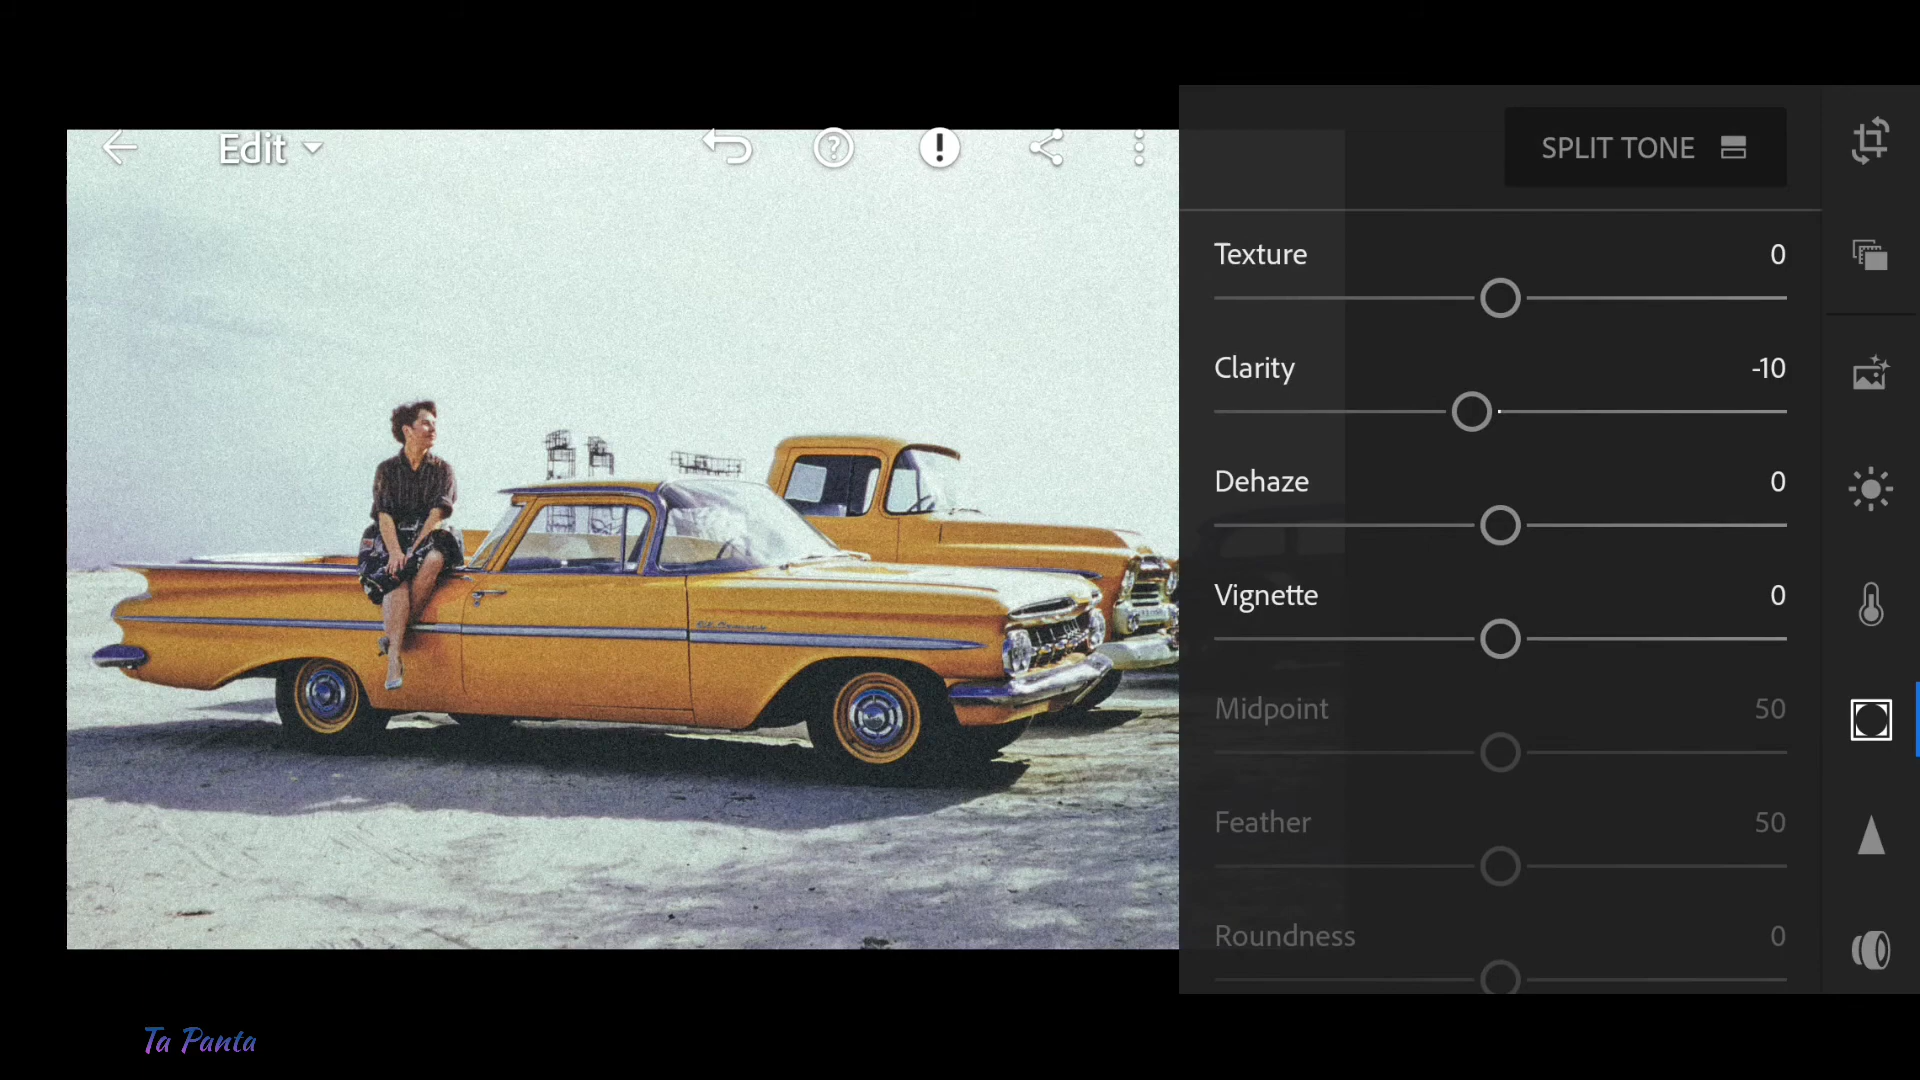 Edit
SPLIT TONE
Texture 0
Clarity -10
Dehaze 0
Vignette 0
Midpoint 50
Feather 50
Roundness 0
Ta Panta